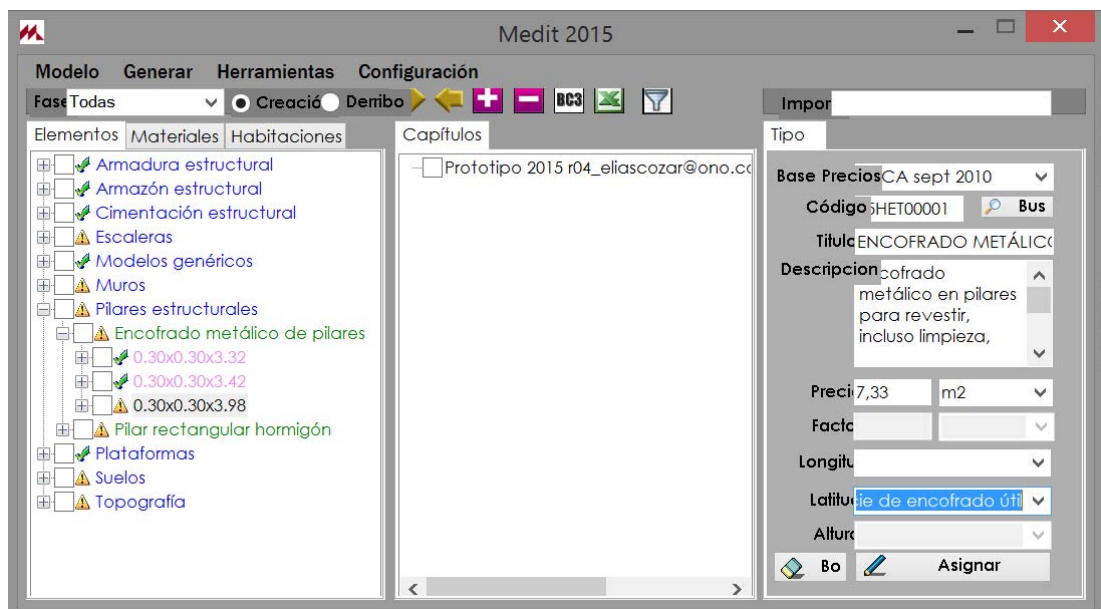 Medit 2015
Modelo Generar Herramientas Configuración
Fase Todas Creació Derribo BC3 Impor
Elementos Materiales Habitaciones
Armadura estructural
Armazón estructural
Cimentación estructural
Escaleras
Modelos genéricos
Muros
Pilares estructurales
Encofrado metálico de pilares
0.30x0.30x3.32
0.30x0.30x3.42
0.30x0.30x3.98
Pilar rectangular hormigón
Plataformas
Suelos
Topografía
Capítulos
Prototipo 2015 r04_eliascozar@ono.co
Tipo
Base Precios CA sept 2010
Código 5HET00001 Bus
Titulo ENCOFRADO METÁLICO
Descripcion cofrado
metálico en pilares
para revestir,
incluso limpieza,
Preci 7,33 m2
Facto
Longitu
Latitu ie de encofrado útil
Altura
Bo Asignar